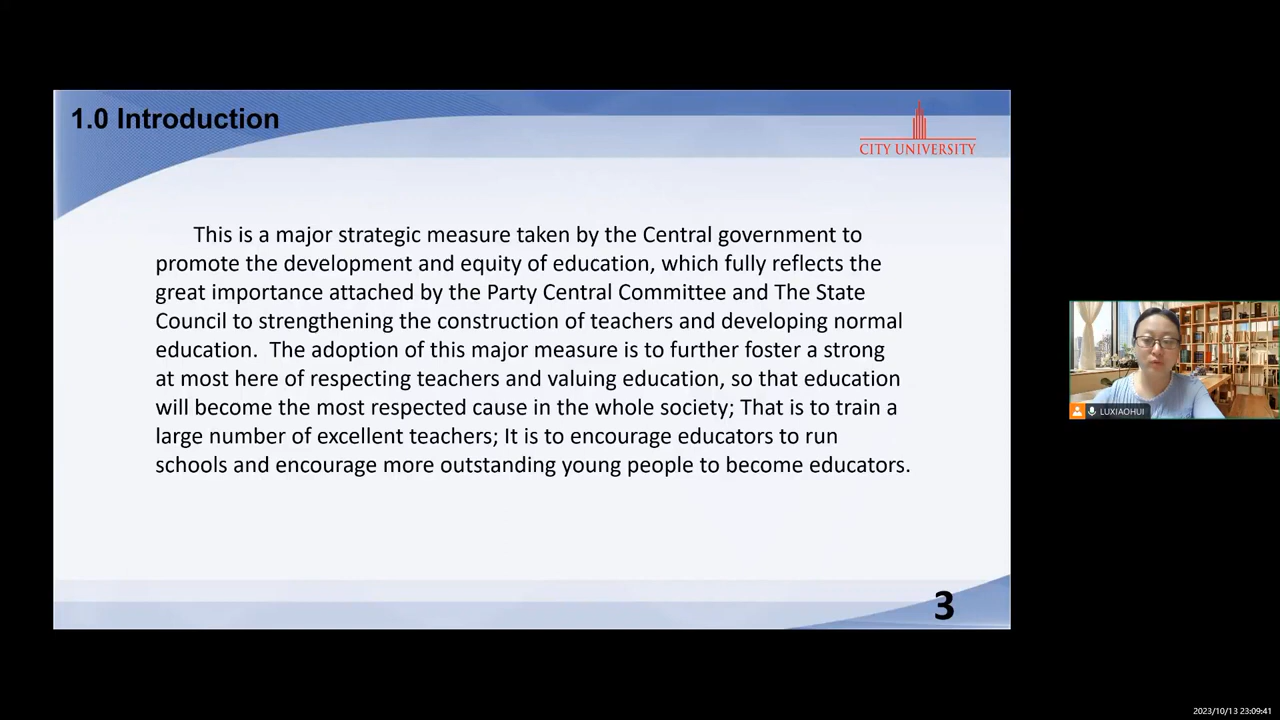 1.0 Introduction
CITY UNIVERSITY
This is a major strategic measure taken by the Central government to
promote the development and equity of education, which fully reflects the
great importance attached by the Party Central Committee and The State
Council to strengthening the construction of teachers and developing normal
education.  The adoption of this major measure is to further foster a strong
at most here of respecting teachers and valuing education, so that education
will become the most respected cause in the whole society; That is to train a
large number of excellent teachers; It is to encourage educators to run
schools and encourage more outstanding young people to become educators.
3
LUXIAOHUI
2023/10/13 23:09:41